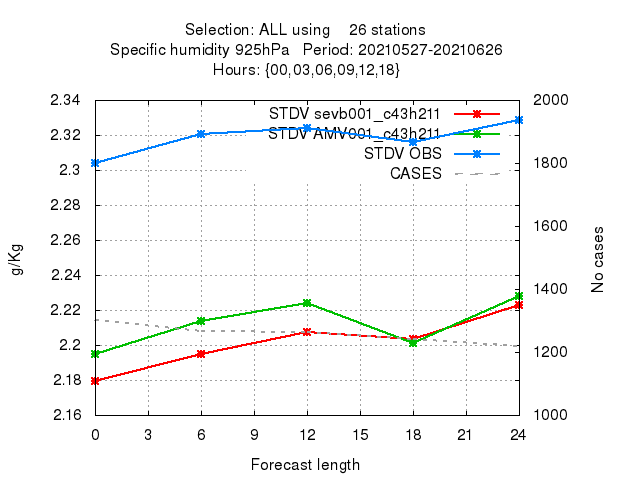 Selection: ALL using    26 stations
Specific humidity 925hPa   Period: 20210527-20210626
Hours: {00,03,06,09,12,18}
STDV sevb001_c43h211
STDV AMV001_c43h211
STDV OBS
CASES
2.34
2.32
2.3
2.28
2.26
2.24
2.22
2.2
2.18
2.16
g/Kg
2000
1800
1600
1400
1200
1000
No cases
0 3 6 9 12 15 18 21 24
Forecast length